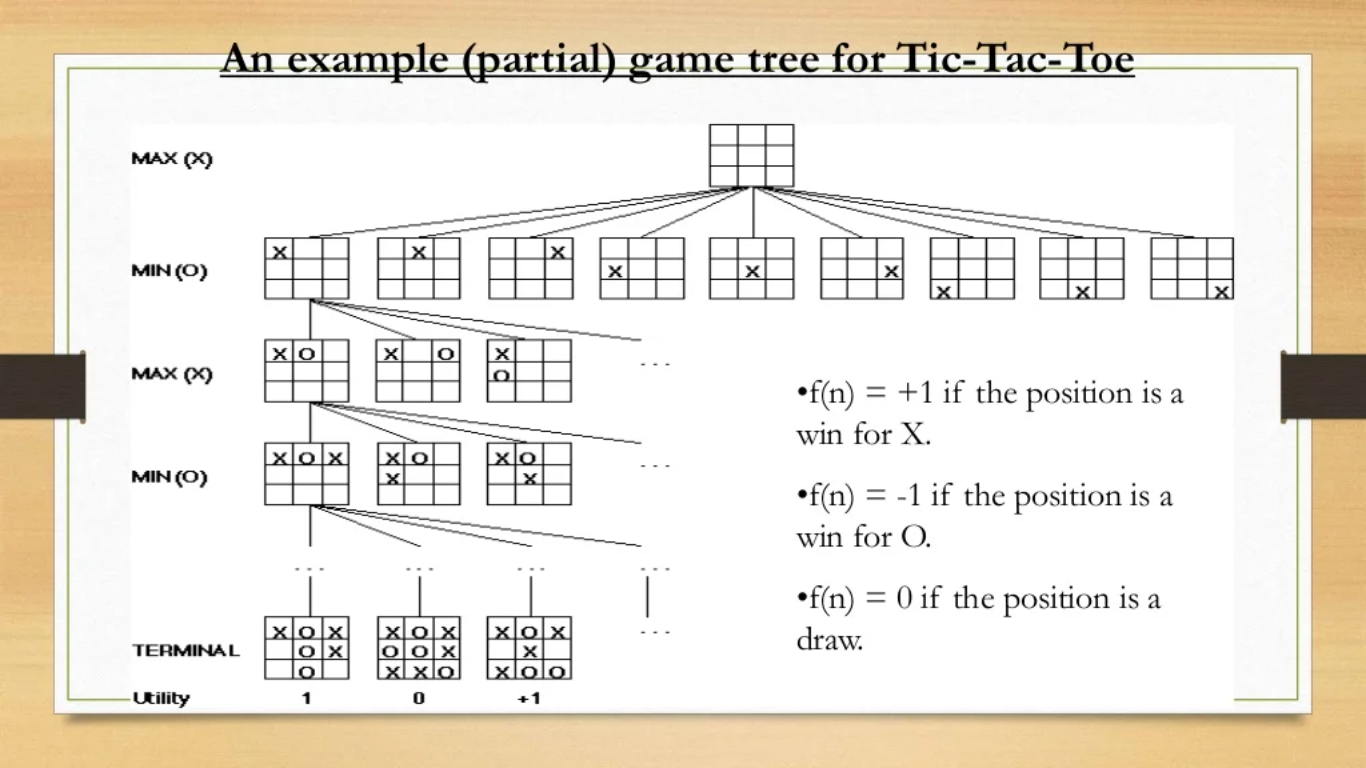 An example (partial) game tree for Tic-Tac-Toe
MAX (X)
MIN (O)
X X X X X X X X X
MAX (X)
X O X O X
O
MIN (O)
X O X X O X O
X X
. . . . . . . . . . . .
TERMINAL
X O X X O X X O X
O X O O X X
O X X O X O O
Utility 1 0 +1
•f(n) = +1 if the position is a
win for X.
•f(n) = -1 if the position is a
win for O.
•f(n) = 0 if the position is a
draw.